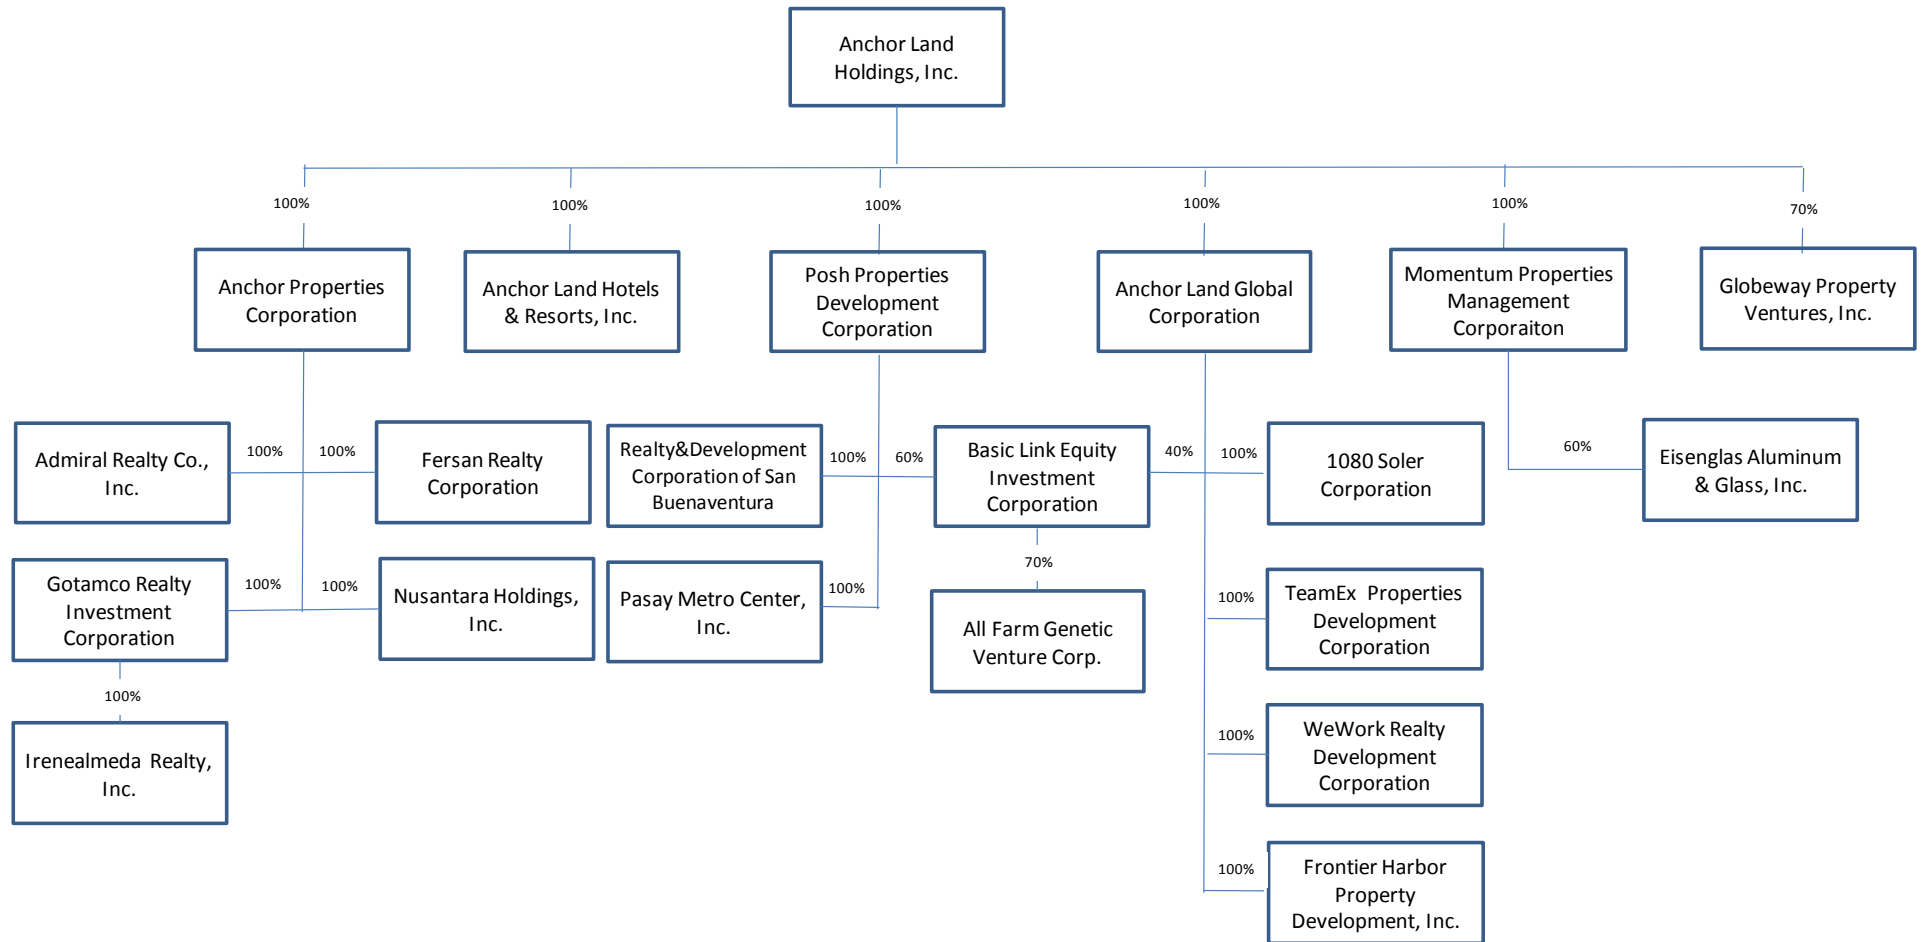 Anchor Land
Holdings, Inc.
100%
100%
100%
100%
100%
70%
Anchor Properties
Corporation
Anchor Land Hotels
& Resorts, Inc.
Posh Properties
Development
Corporation
Anchor Land Global
Corporation
Momentum Properties
Management
Corporaiton
Globeway Property
Ventures, Inc.
Admiral Realty Co.,
Inc.
100%
100%
Fersan Realty
Corporation
Realty&Development
Corporation of San
Buenaventura
100%
60%
Basic Link Equity
Investment
Corporation
40%
100%
1080 Soler
Corporation
60%
Eisenglas Aluminum
& Glass, Inc.
Gotamco Realty
Investment
Corporation
100%
100%
Nusantara Holdings,
Inc.
Pasay Metro Center,
Inc.
100%
70%
All Farm Genetic
Venture Corp.
100%
TeamEx Properties
Development
Corporation
100%
Irenealmeda Realty,
Inc.
100%
WeWork Realty
Development
Corporation
100%
Frontier Harbor
Property
Development, Inc.